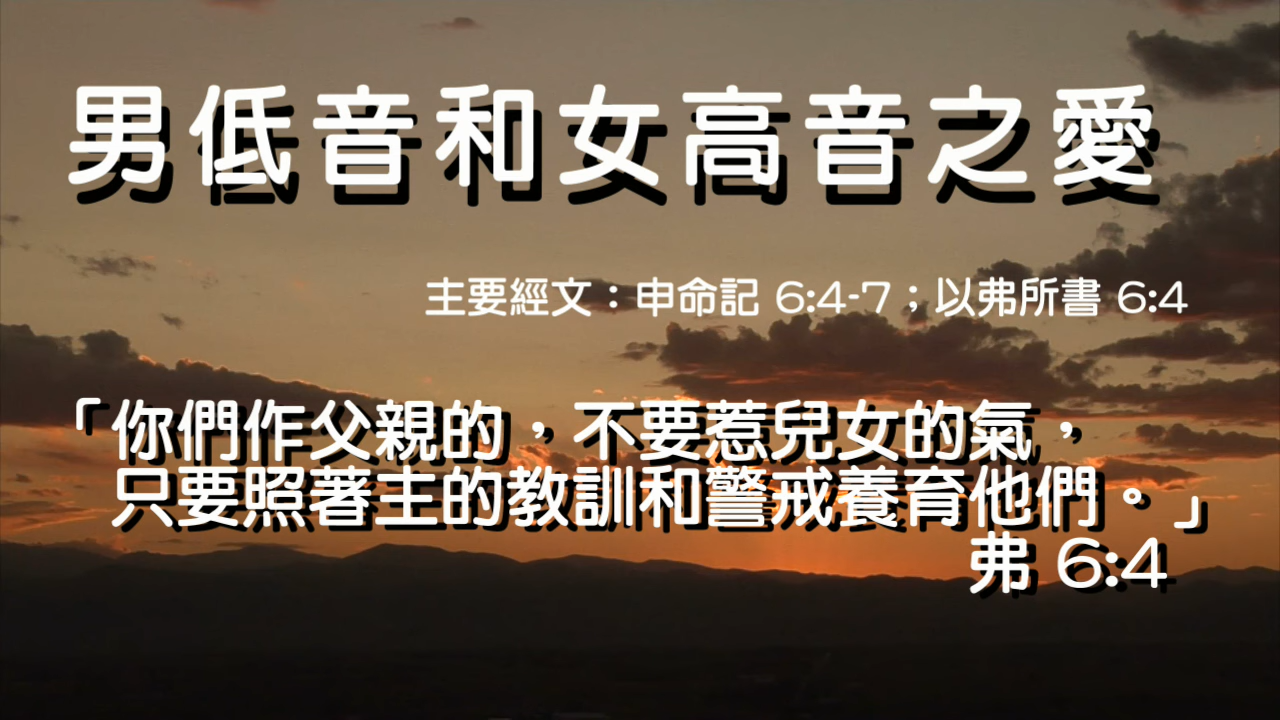 男低音和女高音之愛
主要經文：申命記 6:4-7；以弗所書 6:4
「你們作父親的，不要惹兒女的氣，
只要照著主的教訓和警戒養育他們。」
弗 6:4